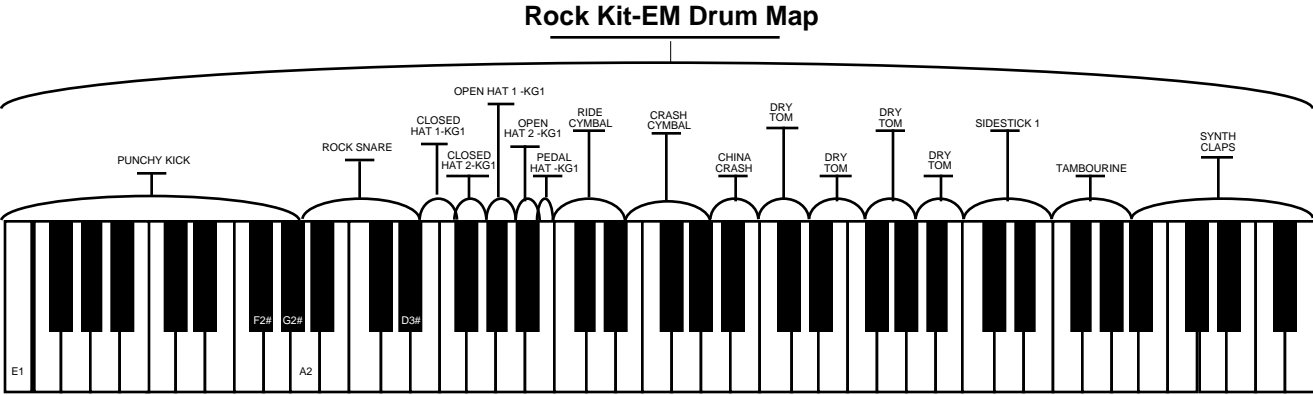 Rock Kit-EM Drum Map
PUNCHY KICK
ROCK SNARE
CLOSED
HAT 1-KG1
CLOSED
HAT 2-KG1
OPEN HAT 1 -KG1
OPEN
HAT 2 -KG1
PEDAL
HAT -KG1
RIDE
CYMBAL
CRASH
CYMBAL
CHINA
CRASH
DRY
TOM
DRY
TOM
DRY
TOM
DRY
TOM
SIDESTICK 1
TAMBOURINE
SYNTH
CLAPS
F2#
G2#
D3#
E1
A2